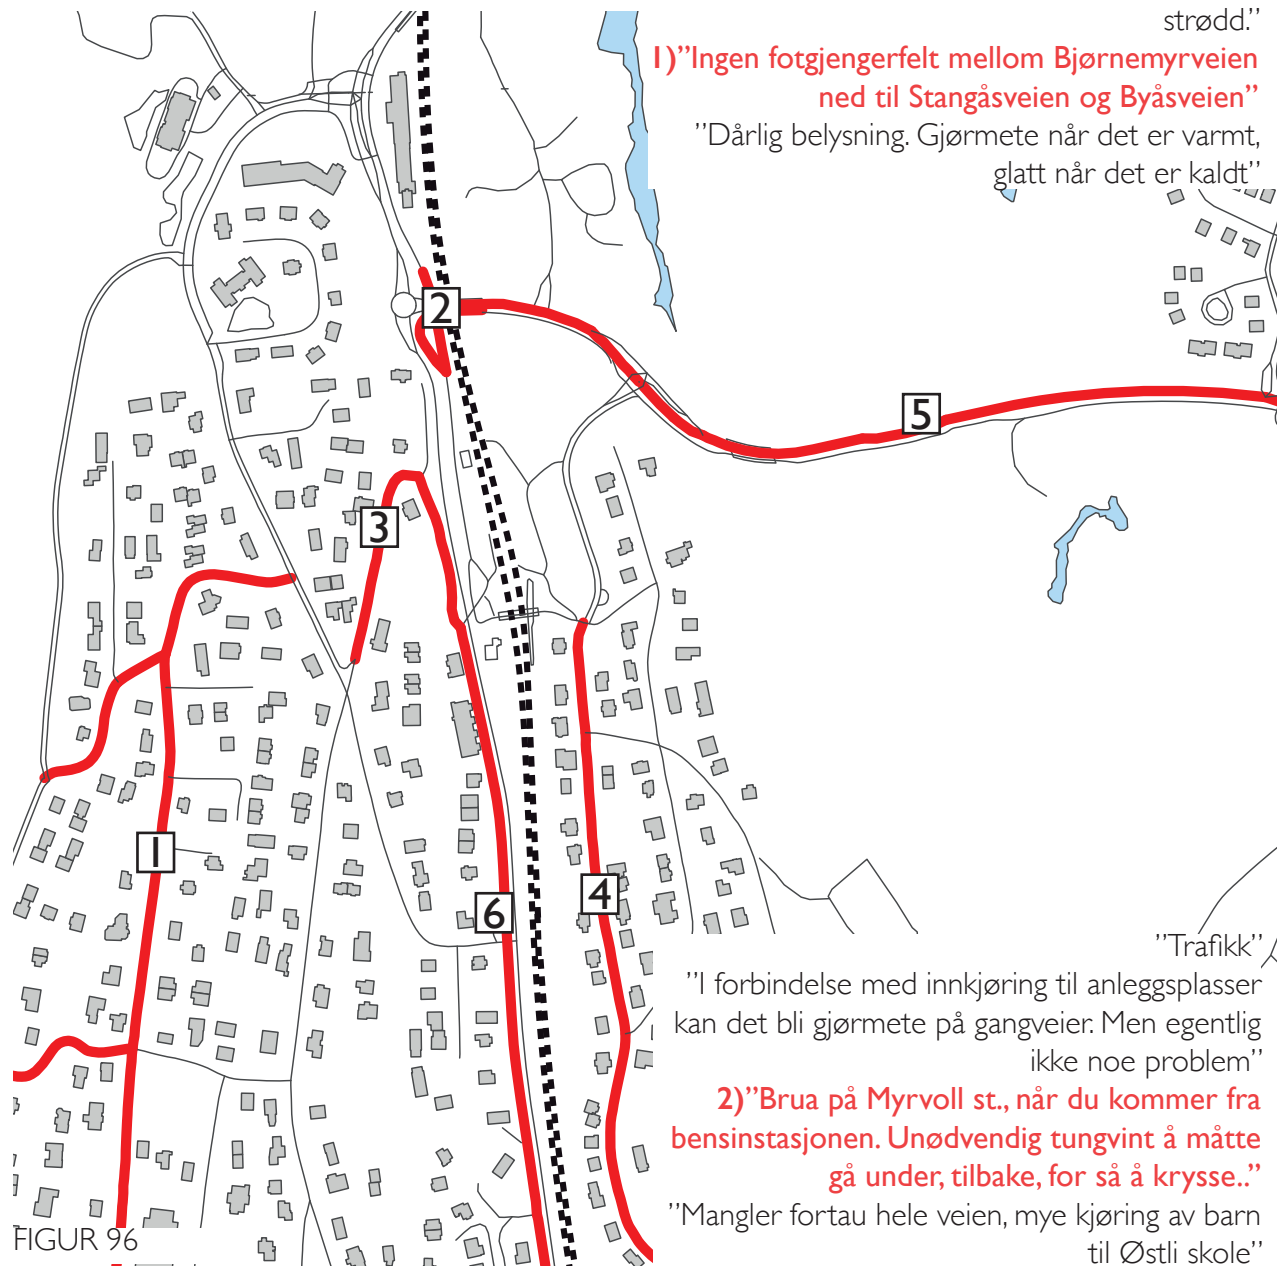 strødd.”
1)”Ingen fotgjengerfelt mellom Bjørnemyrveien
ned til Stangåsveien og Byåsveien”
”Dårlig belysning. Gjørmete når det er varmt,
glatt når det er kaldt”
2
5
3
1
4
6
”Trafikk”
”I forbindelse med innkjøring til anleggsplasser
kan det bli gjørmete på gangveier. Men egentlig
ikke noe problem”
2)”Brua på Myrvoll st., når du kommer fra
bensinstasjonen. Unødvendig tungvint å måtte
gå under, tilbake, for så å krysse..”
”Mangler fortau hele veien, mye kjøring av barn
til Østli skole”
FIGUR 96